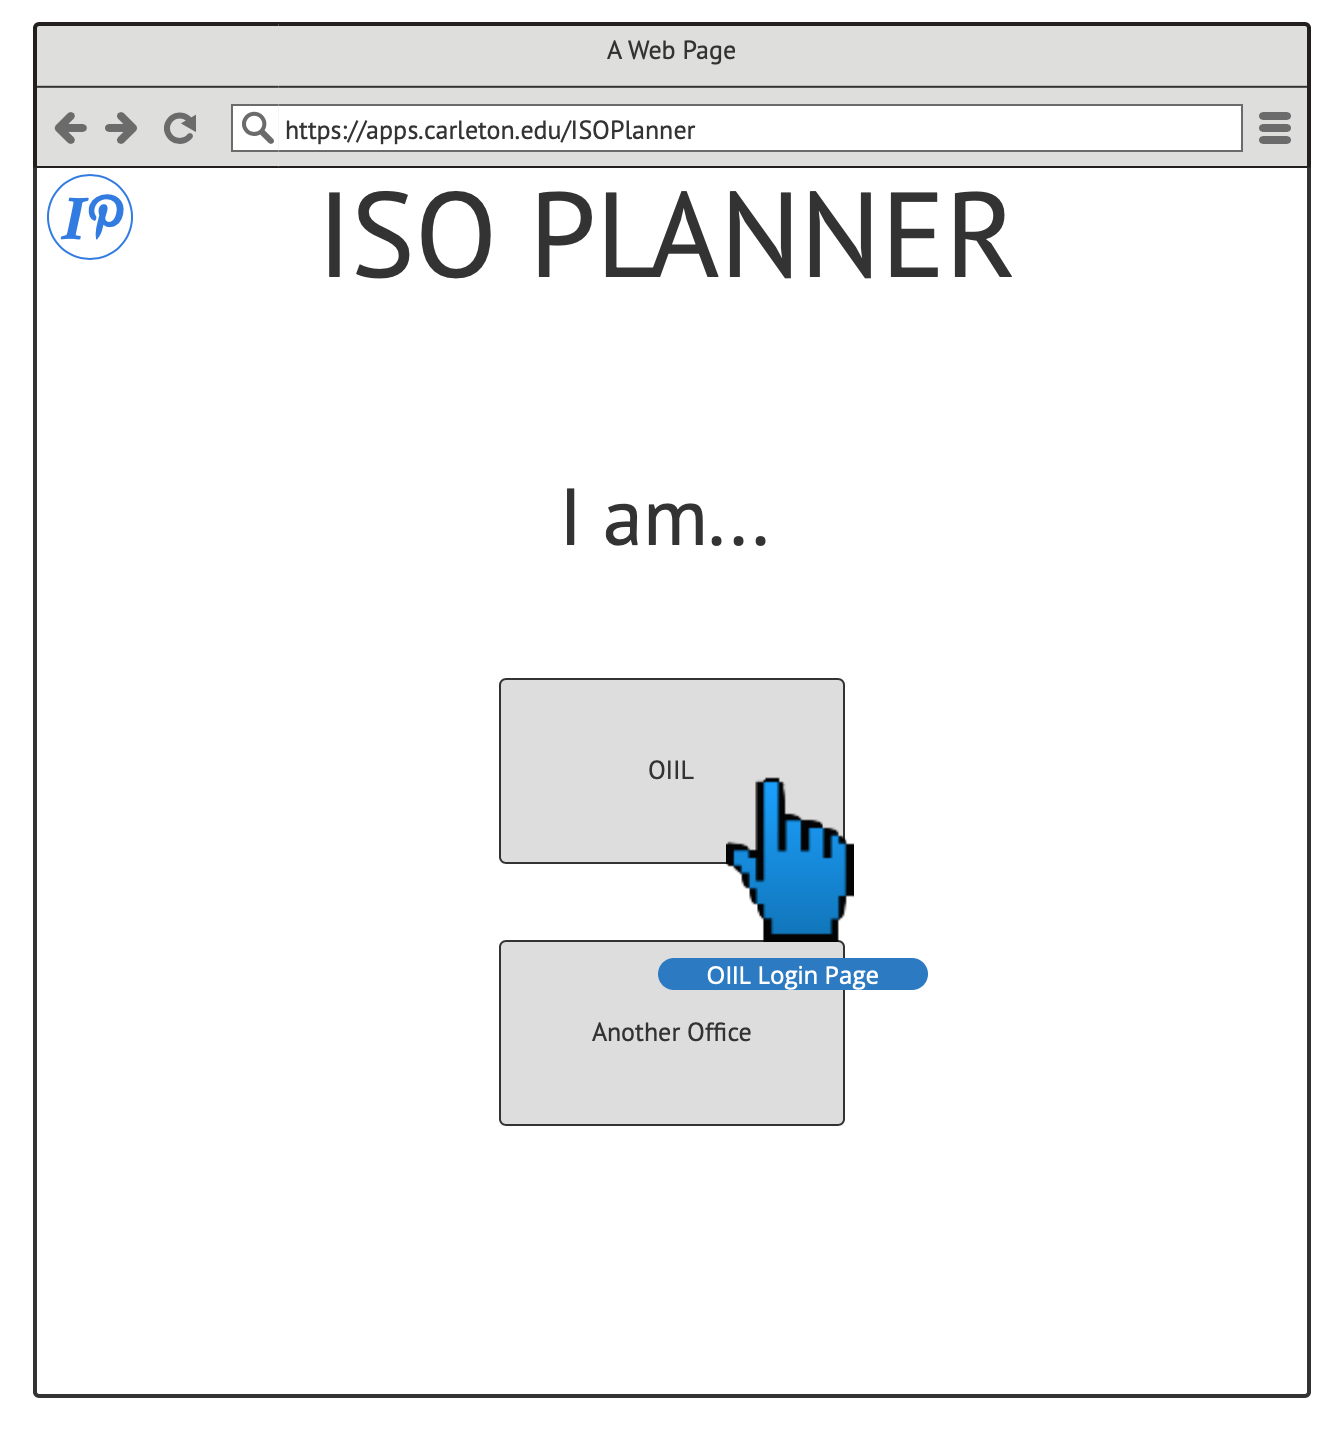 A Web Page
https://apps.carleton.edu/ISOPlanner
IP
ISO PLANNER
I am...
OIIL
OIIL Login Page
Another Office